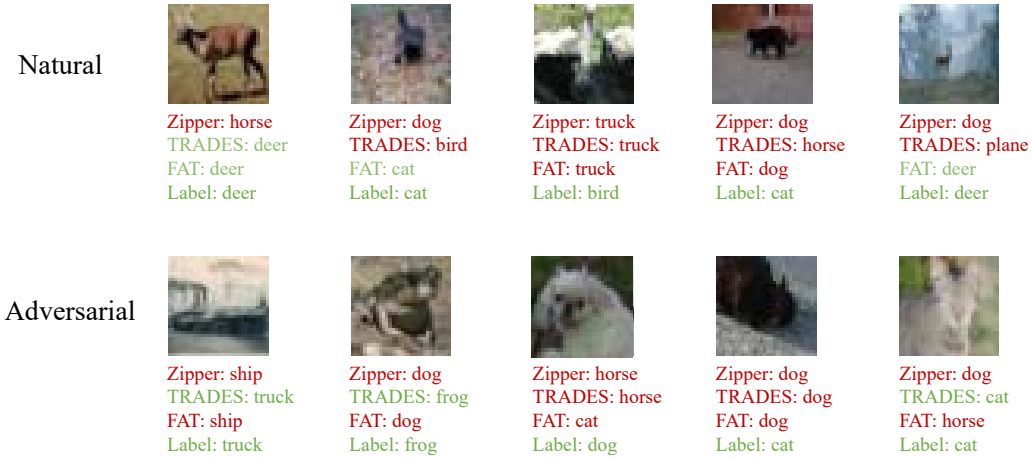 Natural
Zipper: horse
TRADES: deer
FAT: deer
Label: deer
Zipper: dog
TRADES: bird
FAT: cat
Label: cat
Zipper: truck
TRADES: truck
FAT: truck
Label: bird
Zipper: dog
TRADES: horse
FAT: dog
Label: cat
Zipper: dog
TRADES: plane
FAT: deer
Label: deer
Adversarial
Zipper: ship
TRADES: truck
FAT: ship
Label: truck
Zipper: dog
TRADES: frog
FAT: dog
Label: frog
Zipper: horse
TRADES: horse
FAT: cat
Label: dog
Zipper: dog
TRADES: dog
FAT: dog
Label: cat
Zipper: dog
TRADES: cat
FAT: horse
Label: cat